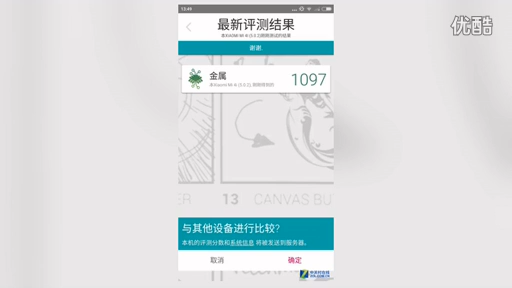 优酷
13:49
最新评测结果
谢谢.
金属
1097
13 CANVAS BU
ER
与其他设备进行比较?
本机的评测分数和系统信息 将被发送到服务器。
取消
确定